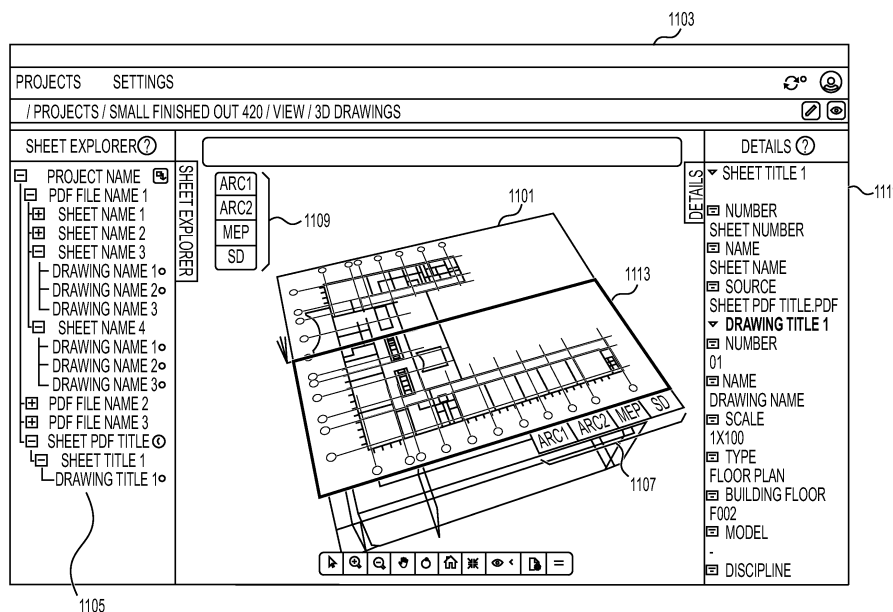 1103
PROJECTS SETTINGS
/ PROJECTS / SMALL FINISHED OUT 420 / VIEW / 3D DRAWINGS
SHEET EXPLORER ?
PROJECT NAME
PDF FILE NAME 1
SHEET NAME 1
SHEET NAME 2
SHEET NAME 3
DRAWING NAME 1
DRAWING NAME 2
DRAWING NAME 3
SHEET NAME 4
DRAWING NAME 1
DRAWING NAME 2
DRAWING NAME 3
PDF FILE NAME 2
PDF FILE NAME 3
SHEET PDF TITLE
SHEET TITLE 1
DRAWING TITLE 1
1105
SHEET EXPLORER
ARC1
ARC2
MEP
SD
1109
1101
1113
ARC1 ARC2 MEP SD
1107
DETAILS
DETAILS ?
SHEET TITLE 1
NUMBER
SHEET NUMBER
NAME
SHEET NAME
SOURCE
SHEET PDF TITLE.PDF
DRAWING TITLE 1
NUMBER
01
NAME
DRAWING NAME
SCALE
1X100
TYPE
FLOOR PLAN
BUILDING FLOOR
F002
MODEL
-
DISCIPLINE
111